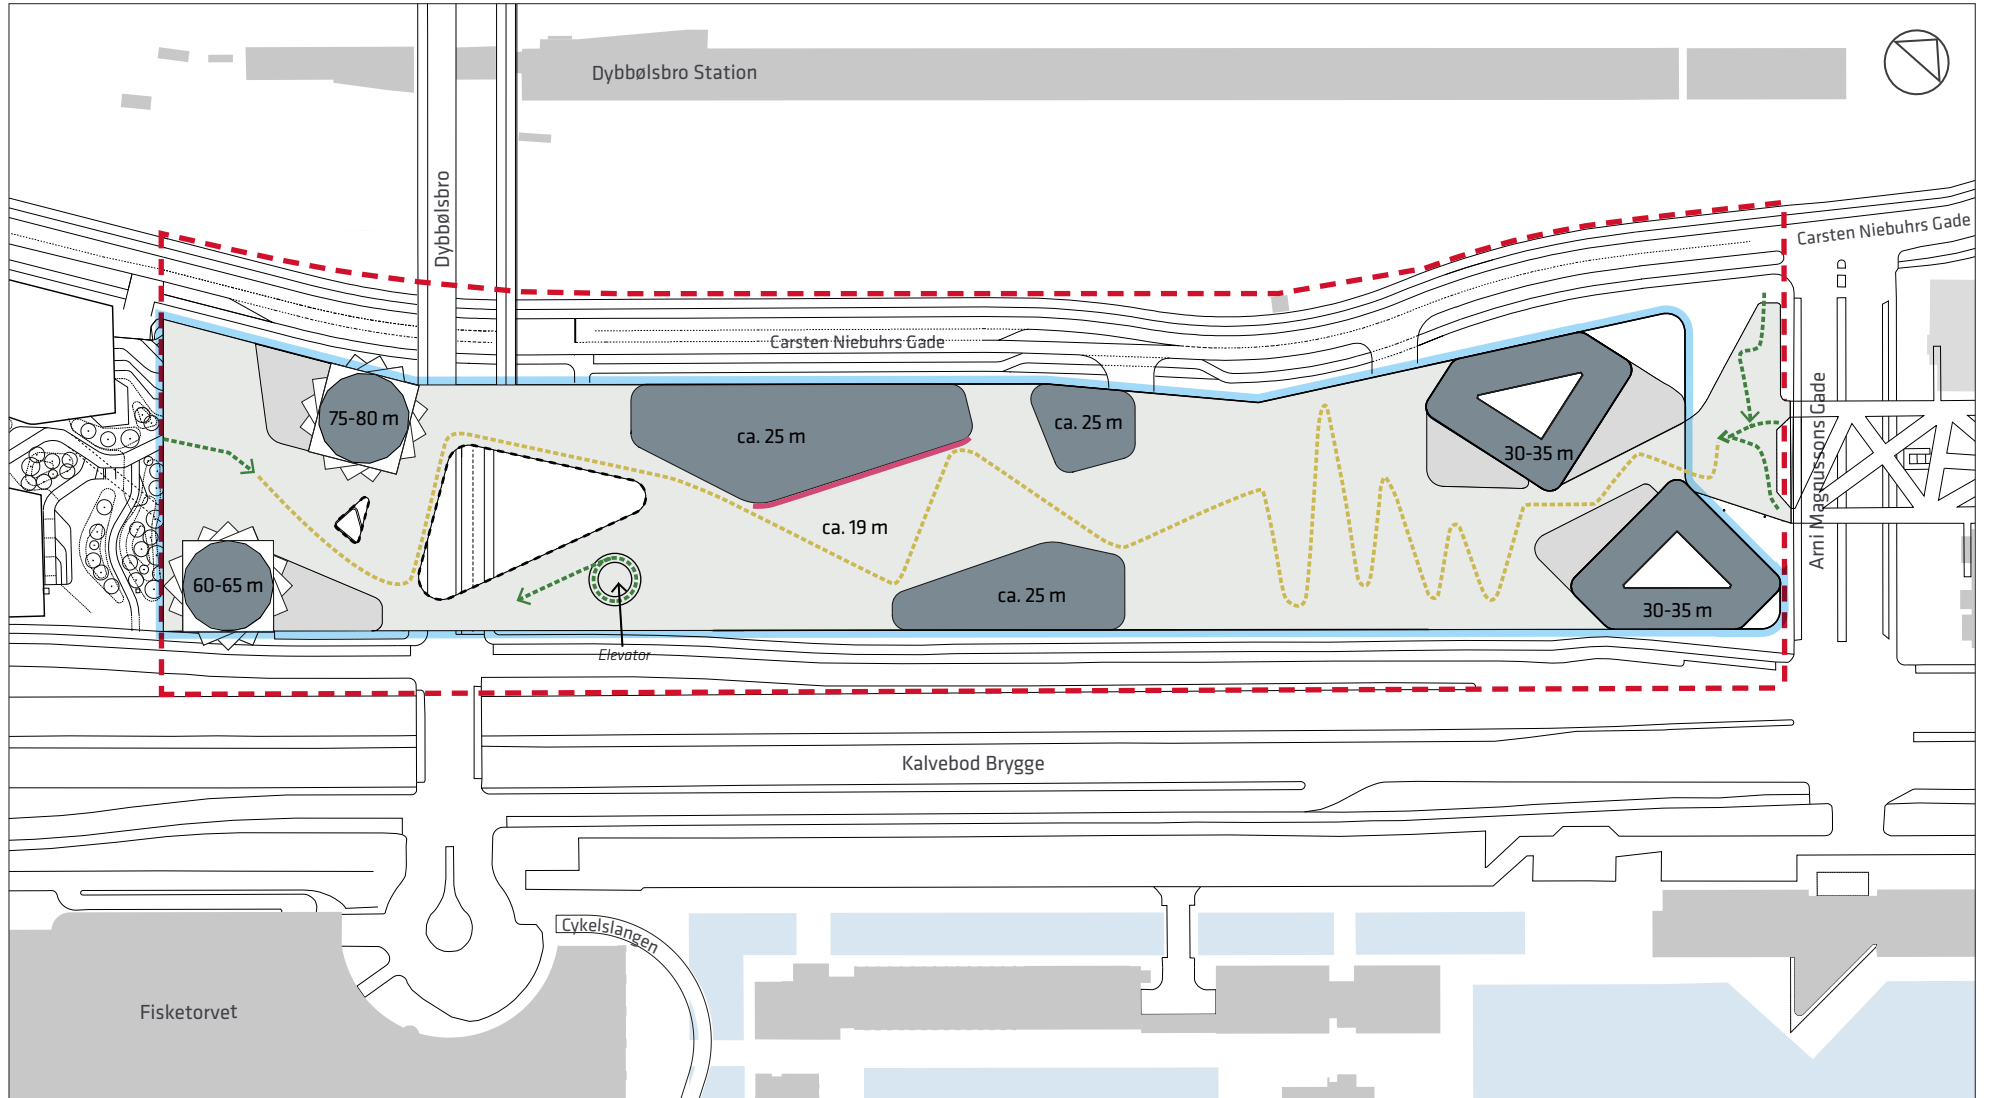 Dybbølsbro Station
Dybbølsbro
Carsten Niebuhrs Gade
Carsten Niebuhrs Gade
75-80 m
ca. 25 m
ca. 25 m
30-35 m
Arni Magnussons Gade
ca. 19 m
60-65 m
ca. 25 m
30-35 m
Elevator
Kalvebod Brygge
Cykelslangen
Fisketorvet